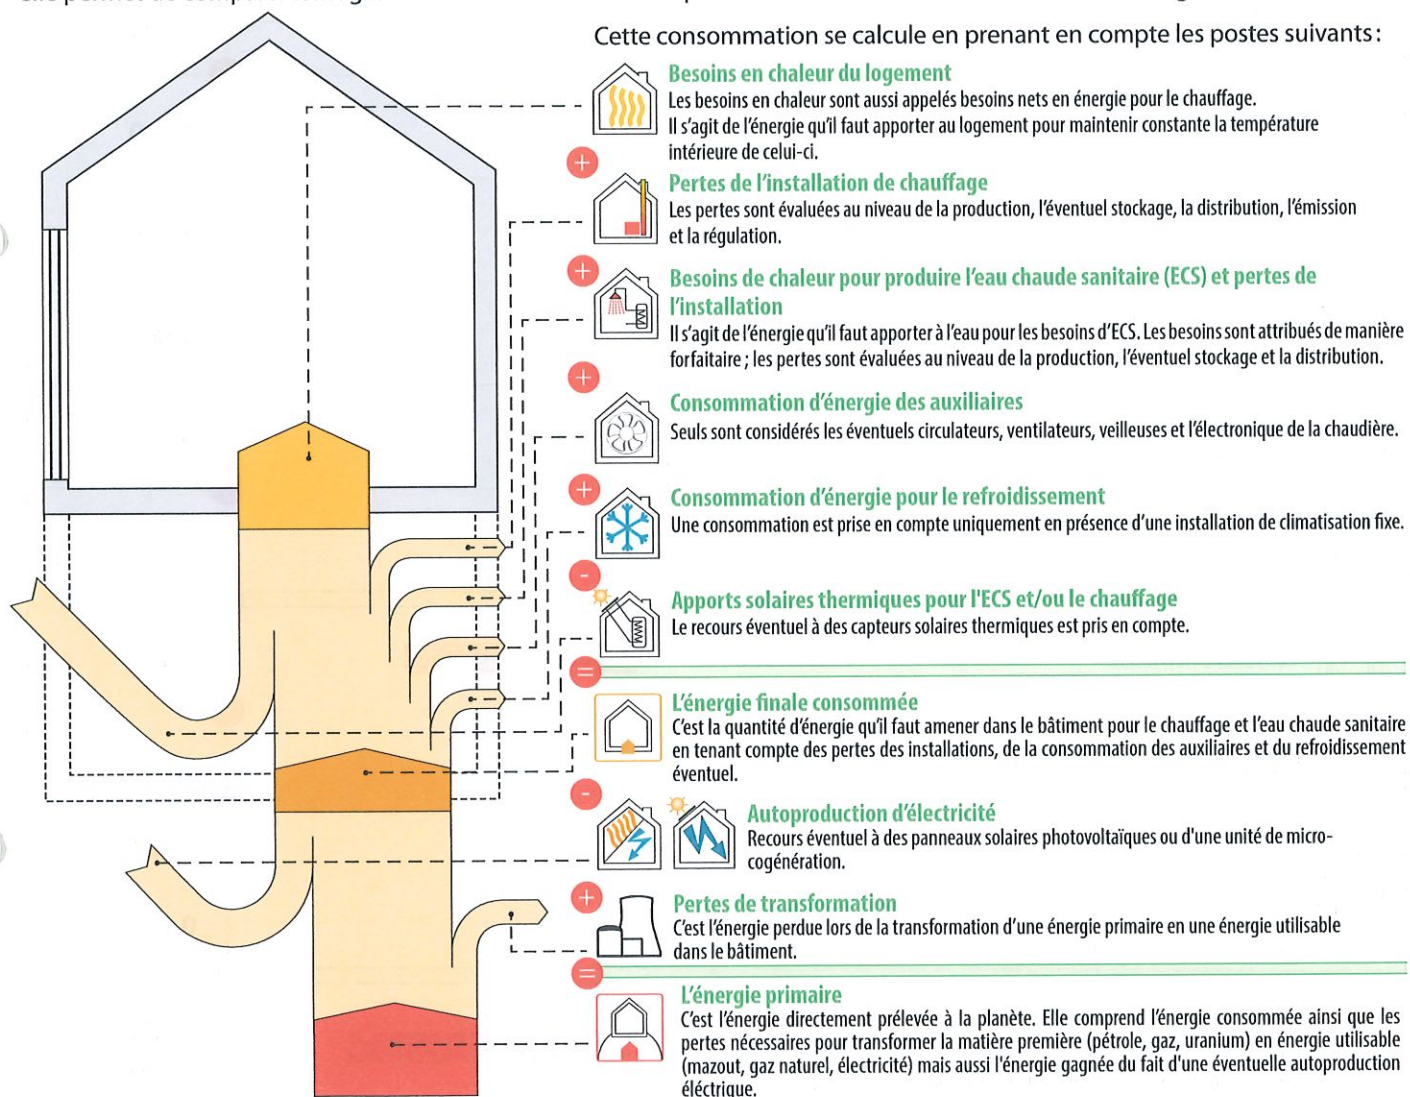 Cette consommation se calcule en prenant en compte les postes suivants :
Besoins en chaleur du logement
Les besoins en chaleur sont aussi appelés besoins nets en énergie pour le chauffage.
Il s'agit de l'énergie qu'il faut apporter au logement pour maintenir constante la température
intérieure de celui-ci.
+
Pertes de l'installation de chauffage
Les pertes sont évaluées au niveau de la production, l'éventuel stockage, la distribution, l'émission
et la régulation.
+
Besoins de chaleur pour produire l'eau chaude sanitaire (ECS) et pertes de
l'installation
Il s'agit de l'énergie qu'il faut apporter à l'eau pour les besoins d'ECS. Les besoins sont attribués de manière
forfaitaire ; les pertes sont évaluées au niveau de la production, l'éventuel stockage et la distribution.
+
Consommation d'énergie des auxiliaires
Seuls sont considérés les éventuels circulateurs, ventilateurs, veilleuses et l'électronique de la chaudière.
+
Consommation d'énergie pour le refroidissement
Une consommation est prise en compte uniquement en présence d'une installation de climatisation fixe.
-
Apports solaires thermiques pour l'ECS et/ou le chauffage
Le recours éventuel à des capteurs solaires thermiques est pris en compte.
=
L'énergie finale consommée
C'est la quantité d'énergie qu'il faut amener dans le bâtiment pour le chauffage et l'eau chaude sanitaire
en tenant compte des pertes des installations, de la consommation des auxiliaires et du refroidissement
éventuel.
-
Autoproduction d'électricité
Recours éventuel à des panneaux solaires photovoltaïques ou d'une unité de micro-
cogénération.
+
Pertes de transformation
C'est l'énergie perdue lors de la transformation d'une énergie primaire en une énergie utilisable
dans le bâtiment.
=
L'énergie primaire
C'est l'énergie directement prélevée à la planète. Elle comprend l'énergie consommée ainsi que les
pertes nécessaires pour transformer la matière première (pétrole, gaz, uranium) en énergie utilisable
(mazout, gaz naturel, électricité) mais aussi l'énergie gagnée du fait d'une éventuelle autoproduction
éléctrique.